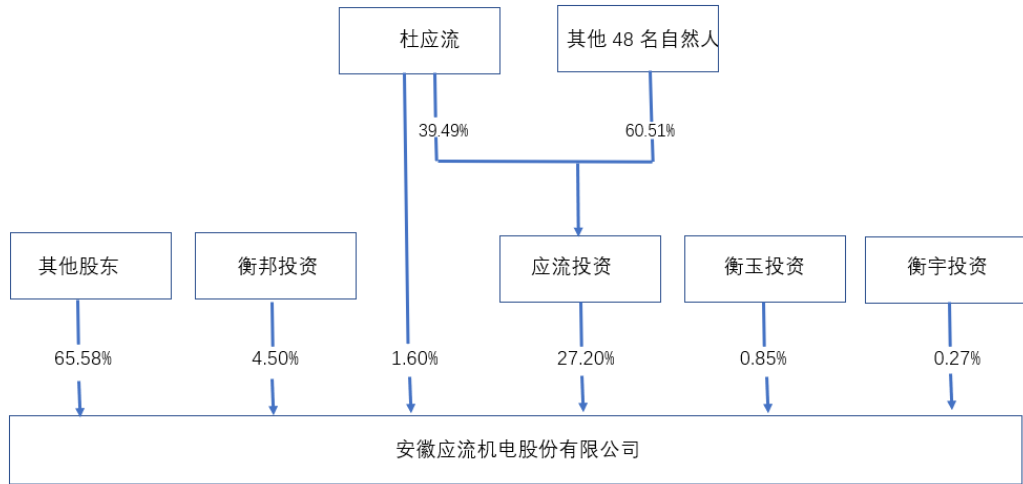 杜应流
其他 48 名自然人
39.49%
60.51%
其他股东
衡邦投资
应流投资
衡玉投资
衡宇投资
65.58%
4.50%
1.60%
27.20%
0.85%
0.27%
安徽应流机电股份有限公司